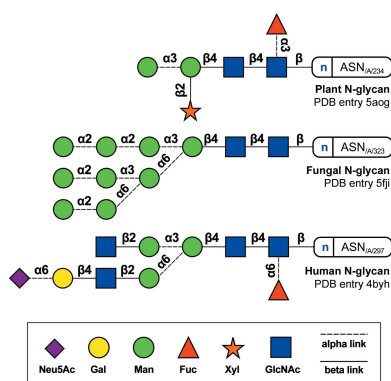 α3
α3 β4 β4 β n ASN/A/234
β2
Plant N-glycan
PDB entry 5aog
α2 α2 α3 β4 β4 β n ASN/A/323
α2 α3 α6
Fungal N-glycan
PDB entry 5fji
α2 α6
β2 α3 β4 β4 β n ASN/A/297
α6 β4 β2 α6 α6
Human N-glycan
PDB entry 4byh
alpha link
Neu5Ac Gal Man Fuc Xyl GlcNAc beta link